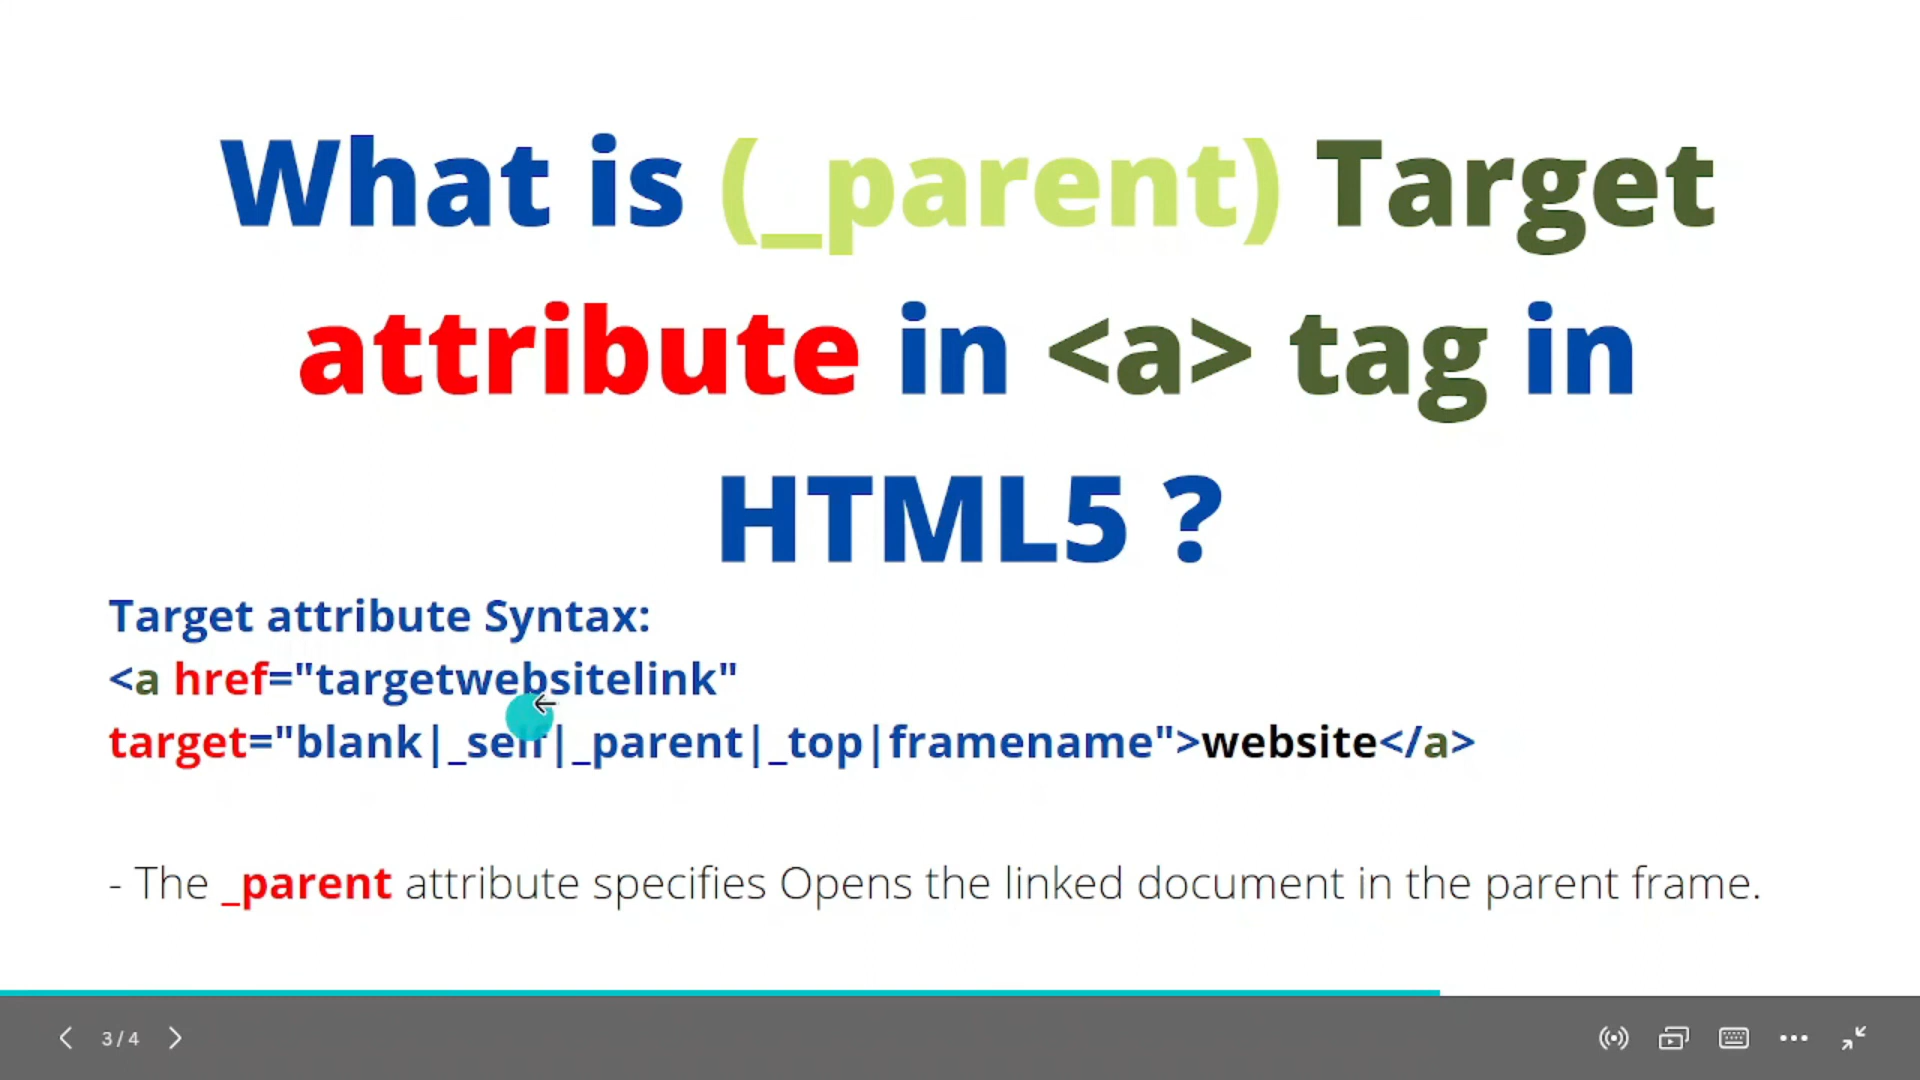 What is (_parent) Target
attribute in <a> tag in
HTML5 ?
Target attribute Syntax:
<a href="targetwebsitelink"
target="blank|_self|_parent|_top|framename">website</a>
- The _parent attribute specifies Opens the linked document in the parent frame.
3/4